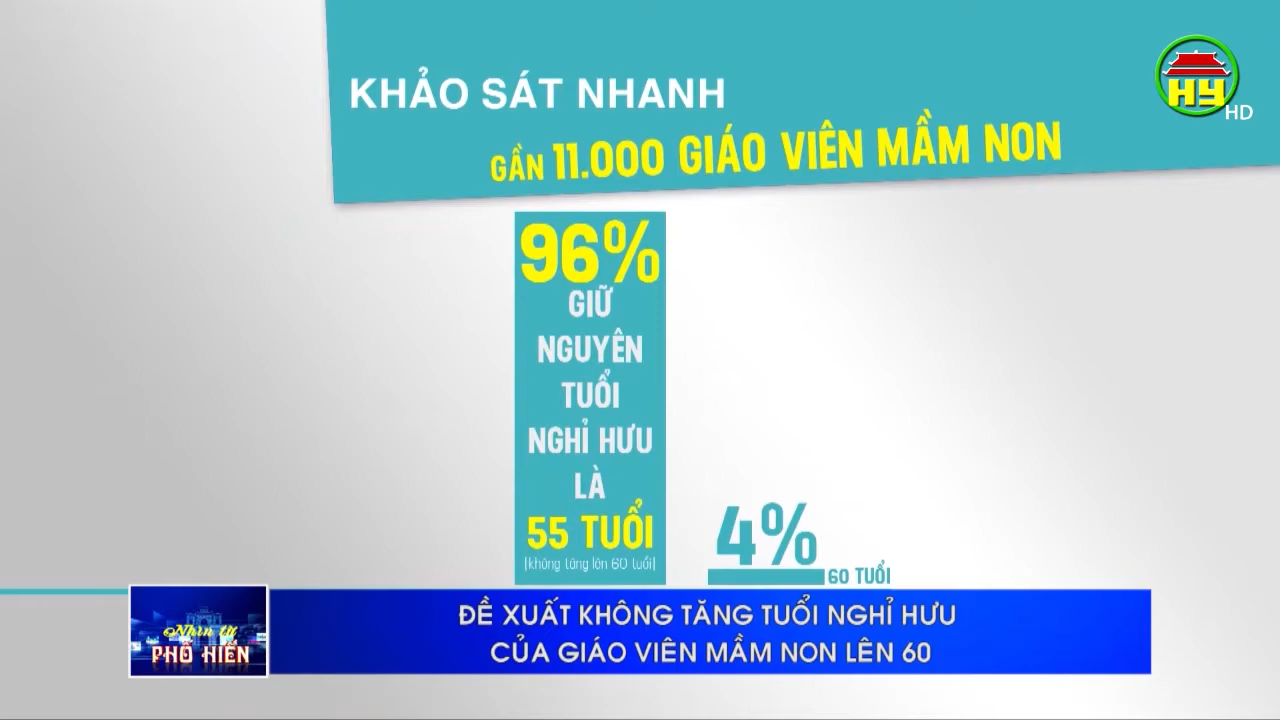 KHẢO SÁT NHANH
GẦN 11.000 GIÁO VIÊN MẦM NON
HY HD
96%
GIỮ
NGUYÊN
TUỔI
NGHỈ HƯU
LÀ
55 TUỔI
(không tăng lên 60 tuổi)
4%
60 TUỔI
Nhìn từ
PHỐ HIẾN
ĐỀ XUẤT KHÔNG TĂNG TUỔI NGHỈ HƯU
CỦA GIÁO VIÊN MẦM NON LÊN 60